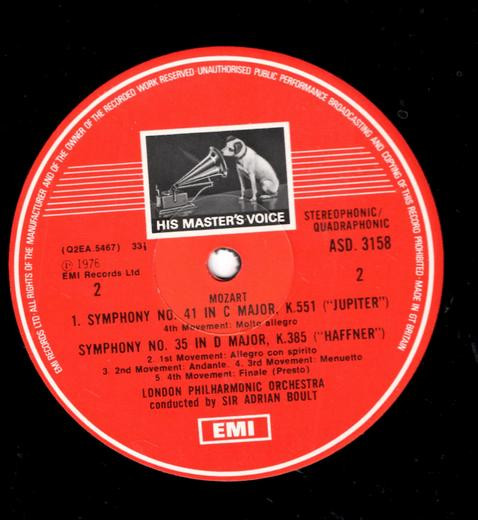 EMI RECORDS LTD ALL RIGHTS OF THE MANUFACTURER AND OF THE OWNER OF THE RECORDED WORK RESERVED UNAUTHORISED PUBLIC PERFORMANCE BROADCASTING AND COPYING OF THIS RECORD PROHIBITED MADE IN GT BRITAIN
HIS MASTER'S VOICE
STEREOPHONIC/
QUADRAPHONIC
(Q2EA.5467) 33⅓
ASD. 3158
℗ 1976
EMI Records Ltd
2
2
MOZART
1. SYMPHONY NO. 41 IN C MAJOR, K.551 ("JUPITER")
4th Movement: Molto allegro
SYMPHONY NO. 35 IN D MAJOR, K.385 ("HAFFNER")
2. 1st Movement: Allegro con spirito
3. 2nd Movement: Andante. 4. 3rd Movement: Menuetto
5. 4th Movement: Finale (Presto)
LONDON PHILHARMONIC ORCHESTRA
conducted by SIR ADRIAN BOULT
EMI